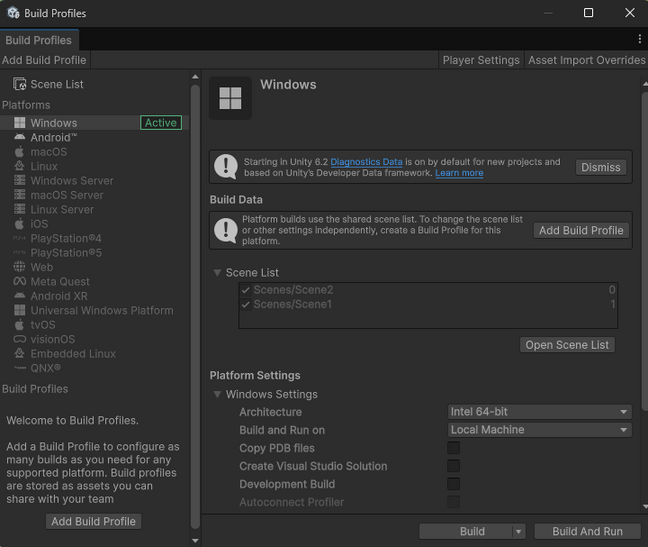 Build Profiles
Build Profiles
Add Build Profile
Player Settings
Asset Import Overrides
Scene List
Platforms
Windows
Active
Android™
macOS
Linux
Windows Server
macOS Server
Linux Server
iOS
PlayStation®4
PlayStation®5
Web
Meta Quest
Android XR
Universal Windows Platform
tvOS
visionOS
Embedded Linux
QNX®
Build Profiles
Welcome to Build Profiles.
Add a Build Profile to configure as
many builds as you need for any
supported platform. Build profiles
are stored as assets you can
share with your team
Add Build Profile
Windows
Starting in Unity 6.2 Diagnostics Data is on by default for new projects and
based on Unity's Developer Data framework. Learn more
Dismiss
Build Data
Platform builds use the shared scene list. To change the scene list
or other settings independently, create a Build Profile for this
platform.
Add Build Profile
Scene List
Scenes/Scene2 0
Scenes/Scene1 1
Open Scene List
Platform Settings
Windows Settings
Architecture Intel 64-bit
Build and Run on Local Machine
Copy PDB files
Create Visual Studio Solution
Development Build
Autoconnect Profiler
Build
Build And Run